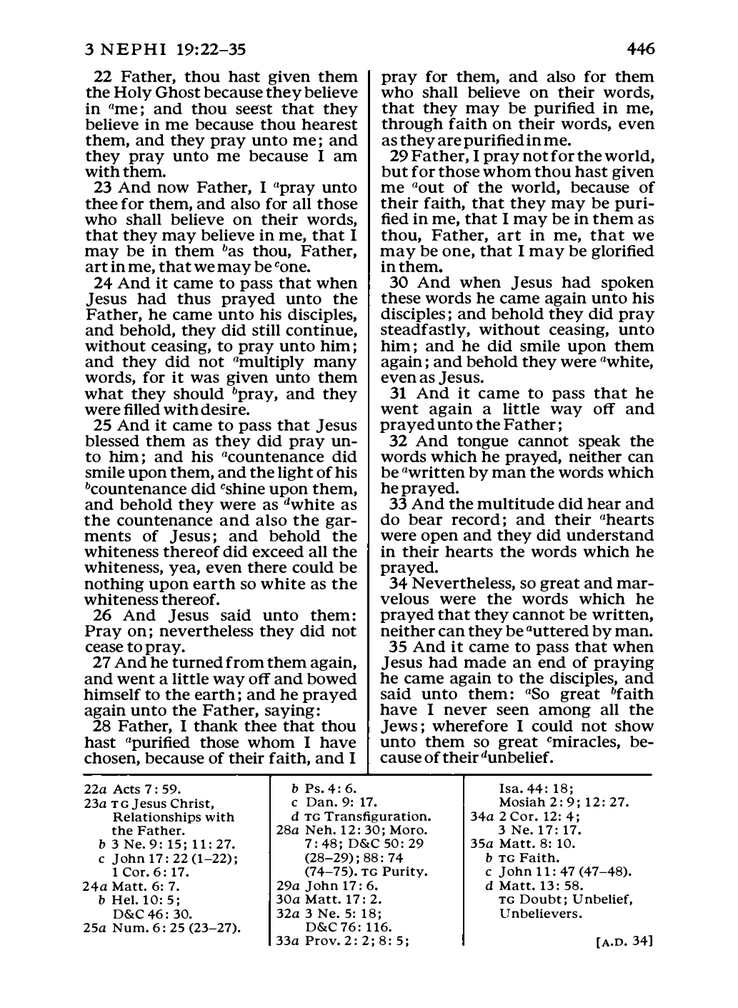 3 NEPHI 19:22–35
446
22 Father, thou hast given them
the Holy Ghost because they believe
in ᵃme; and thou seest that they
believe in me because thou hearest
them, and they pray unto me; and
they pray unto me because I am
with them.
23 And now Father, I ᵃpray unto
thee for them, and also for all those
who shall believe on their words,
that they may believe in me, that I
may be in them ᵇas thou, Father,
art in me, that we may be ᶜone.
24 And it came to pass that when
Jesus had thus prayed unto the
Father, he came unto his disciples,
and behold, they did still continue,
without ceasing, to pray unto him;
and they did not ᵃmultiply many
words, for it was given unto them
what they should ᵇpray, and they
were filled with desire.
25 And it came to pass that Jesus
blessed them as they did pray un-
to him; and his ᵃcountenance did
smile upon them, and the light of his
ᵇcountenance did ᶜshine upon them,
and behold they were as ᵈwhite as
the countenance and also the gar-
ments of Jesus; and behold the
whiteness thereof did exceed all the
whiteness, yea, even there could be
nothing upon earth so white as the
whiteness thereof.
26 And Jesus said unto them:
Pray on; nevertheless they did not
cease to pray.
27 And he turned from them again,
and went a little way off and bowed
himself to the earth; and he prayed
again unto the Father, saying:
28 Father, I thank thee that thou
hast ᵃpurified those whom I have
chosen, because of their faith, and I
pray for them, and also for them
who shall believe on their words,
that they may be purified in me,
through faith on their words, even
as they are purified in me.
29 Father, I pray not for the world,
but for those whom thou hast given
me ᵃout of the world, because of
their faith, that they may be puri-
fied in me, that I may be in them as
thou, Father, art in me, that we
may be one, that I may be glorified
in them.
30 And when Jesus had spoken
these words he came again unto his
disciples; and behold they did pray
steadfastly, without ceasing, unto
him; and he did smile upon them
again; and behold they were ᵃwhite,
even as Jesus.
31 And it came to pass that he
went again a little way off and
prayed unto the Father;
32 And tongue cannot speak the
words which he prayed, neither can
be ᵃwritten by man the words which
he prayed.
33 And the multitude did hear and
do bear record; and their ᵃhearts
were open and they did understand
in their hearts the words which he
prayed.
34 Nevertheless, so great and mar-
velous were the words which he
prayed that they cannot be written,
neither can they be ᵃuttered by man.
35 And it came to pass that when
Jesus had made an end of praying
he came again to the disciples, and
said unto them: ᵃSo great ᵇfaith
have I never seen among all the
Jews; wherefore I could not show
unto them so great ᶜmiracles, be-
cause of their ᵈunbelief.
22a Acts 7:59.
23a TG Jesus Christ,
Relationships with
the Father.
b 3 Ne. 9:15; 11:27.
c John 17:22 (1–22);
1 Cor. 6:17.
24a Matt. 6:7.
b Hel. 10:5;
D&C 46:30.
25a Num. 6:25 (23–27).
b Ps. 4:6.
c Dan. 9:17.
d TG Transfiguration.
28a Neh. 12:30; Moro.
7:48; D&C 50:29
(28–29); 88:74
(74–75). TG Purity.
29a John 17:6.
30a Matt. 17:2.
32a 3 Ne. 5:18;
D&C 76:116.
33a Prov. 2:2; 8:5;
Isa. 44:18;
Mosiah 2:9; 12:27.
34a 2 Cor. 12:4;
3 Ne. 17:17.
35a Matt. 8:10.
b TG Faith.
c John 11:47 (47–48).
d Matt. 13:58.
TG Doubt; Unbelief,
Unbelievers.
[A.D. 34]